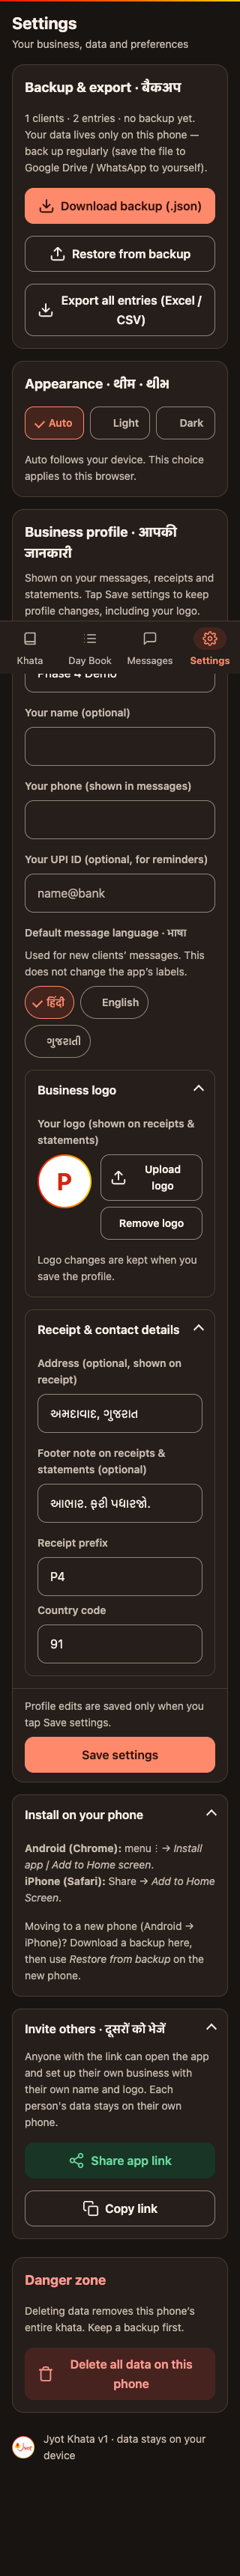 Settings
Your business, data and preferences
Backup & export · बैकअप
1 clients · 2 entries · no backup yet.
Your data lives only on this phone —
back up regularly (save the file to
Google Drive / WhatsApp to yourself).
Download backup (.json)
Restore from backup
Export all entries (Excel /
CSV)
Appearance · थीम · થીમ
Auto
Light
Dark
Auto follows your device. This choice
applies to this browser.
Business profile · आपकी
जानकारी
Shown on your messages, receipts and
statements. Tap Save settings to keep
profile changes, including your logo.
Khata
Day Book
Messages
Settings
Phase 4 Demo
Your name (optional)
Your phone (shown in messages)
Your UPI ID (optional, for reminders)
name@bank
Default message language · भाषा
Used for new clients' messages. This
does not change the app's labels.
हिंदी
English
ગુજરાતી
Business logo
Your logo (shown on receipts &
statements)
P
Upload
logo
Remove logo
Logo changes are kept when you
save the profile.
Receipt & contact details
Address (optional, shown on
receipt)
અમદાવાદ, ગુજરાત
Footer note on receipts &
statements (optional)
આભાર. ફરી પધારજો.
Receipt prefix
P4
Country code
91
Profile edits are saved only when you
tap Save settings.
Save settings
Install on your phone
Android (Chrome): menu ⋮ → Install
app / Add to Home screen.
iPhone (Safari): Share → Add to Home
Screen.
Moving to a new phone (Android →
iPhone)? Download a backup here,
then use Restore from backup on the
new phone.
Invite others · दूसरों को भेजें
Anyone with the link can open the app
and set up their own business with
their own name and logo. Each
person's data stays on their own
phone.
Share app link
Copy link
Danger zone
Deleting data removes this phone's
entire khata. Keep a backup first.
Delete all data on this
phone
Jyot Khata v1 · data stays on your
device